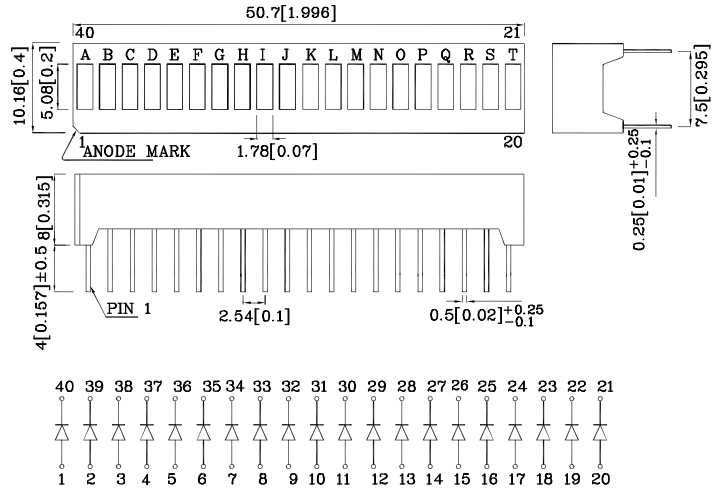 50.7[1.996]
40 21
A B C D E F G H I J K L M N O P Q R S T
10.16[0.4]
5.08[0.2]
1 20
ANODE MARK
1.78[0.07]
7.5[0.295]
0.25[0.01]+0.25 -0.1
8[0.315]
4[0.157]±0.5
PIN 1
2.54[0.1]
0.5[0.02]+0.25 -0.1
40 39 38 37 36 35 34 33 32 31 30 29 28 27 26 25 24 23 22 21
1 2 3 4 5 6 7 8 9 10 11 12 13 14 15 16 17 18 19 20